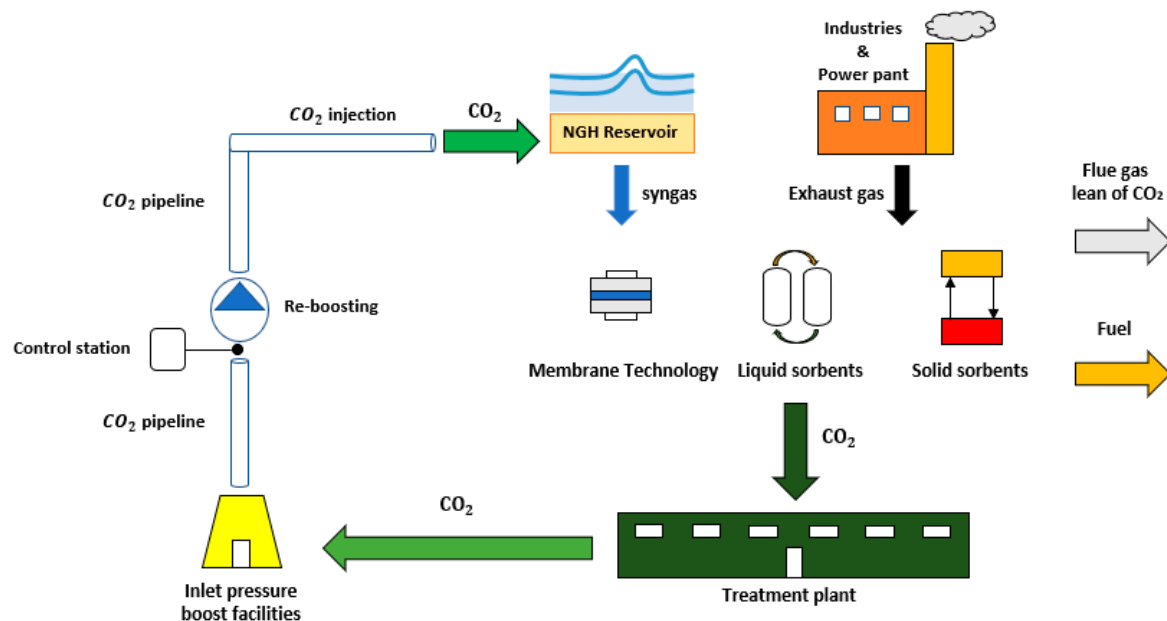 Industries
&
Power pant
CO₂ injection
CO₂
NGH Reservoir
CO₂ pipeline
syngas
Exhaust gas
Flue gas
lean of CO₂
Re-boosting
Control station
Fuel
Membrane Technology
Liquid sorbents
Solid sorbents
CO₂ pipeline
CO₂
CO₂
Inlet pressure
boost facilities
Treatment plant